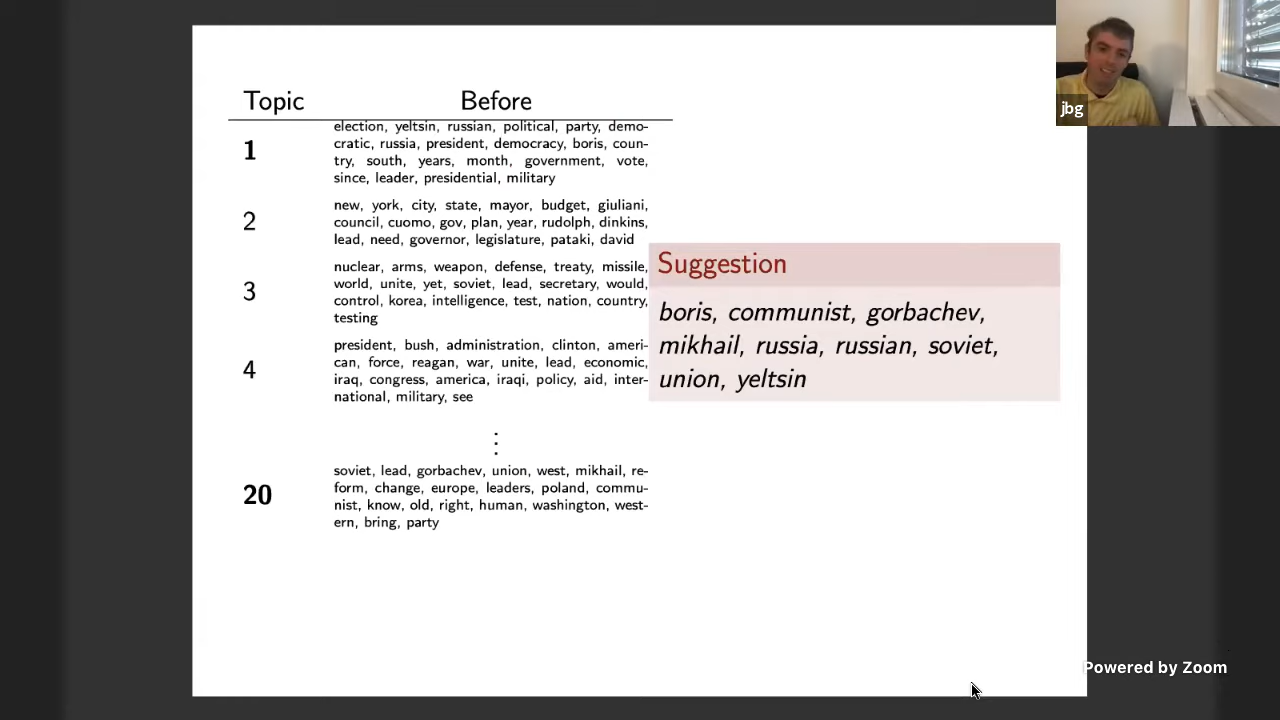 Topic Before
1 election, yeltsin, russian, political, party, demo-
cratic, russia, president, democracy, boris, coun-
try, south, years, month, government, vote,
since, leader, presidential, military
2 new, york, city, state, mayor, budget, giuliani,
council, cuomo, gov, plan, year, rudolph, dinkins,
lead, need, governor, legislature, pataki, david
3 nuclear, arms, weapon, defense, treaty, missile,
world, unite, yet, soviet, lead, secretary, would,
control, korea, intelligence, test, nation, country,
testing
4 president, bush, administration, clinton, ameri-
can, force, reagan, war, unite, lead, economic,
iraq, congress, america, iraqi, policy, aid, inter-
national, military, see
⋮
20 soviet, lead, gorbachev, union, west, mikhail, re-
form, change, europe, leaders, poland, commu-
nist, know, old, right, human, washington, west-
ern, bring, party
Suggestion
boris, communist, gorbachev,
mikhail, russia, russian, soviet,
union, yeltsin
jbg
Powered by Zoom